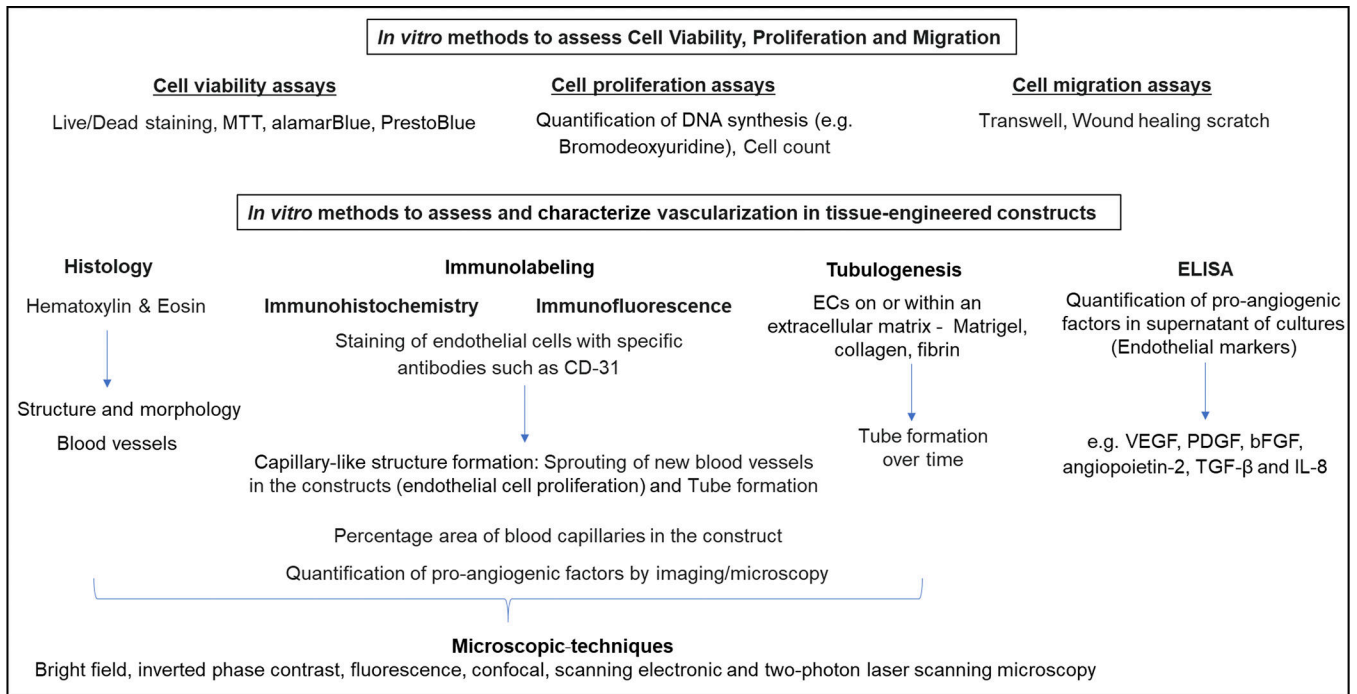 In vitro methods to assess Cell Viability, Proliferation and Migration
Cell viability assays
Live/Dead staining, MTT, alamarBlue, PrestoBlue
Cell proliferation assays
Quantification of DNA synthesis (e.g.
Bromodeoxyuridine), Cell count
Cell migration assays
Transwell, Wound healing scratch
In vitro methods to assess and characterize vascularization in tissue-engineered constructs
Histology
Hematoxylin & Eosin
Structure and morphology
Blood vessels
Immunolabeling
Immunohistochemistry
Immunofluorescence
Staining of endothelial cells with specific
antibodies such as CD-31
Capillary-like structure formation: Sprouting of new blood vessels
in the constructs (endothelial cell proliferation) and Tube formation
Percentage area of blood capillaries in the construct
Quantification of pro-angiogenic factors by imaging/microscopy
Tubulogenesis
ECs on or within an
extracellular matrix - Matrigel,
collagen, fibrin
Tube formation
over time
ELISA
Quantification of pro-angiogenic
factors in supernatant of cultures
(Endothelial markers)
e.g. VEGF, PDGF, bFGF,
angiopoietin-2, TGF-β and IL-8
Microscopic-techniques
Bright field, inverted phase contrast, fluorescence, confocal, scanning electronic and two-photon laser scanning microscopy